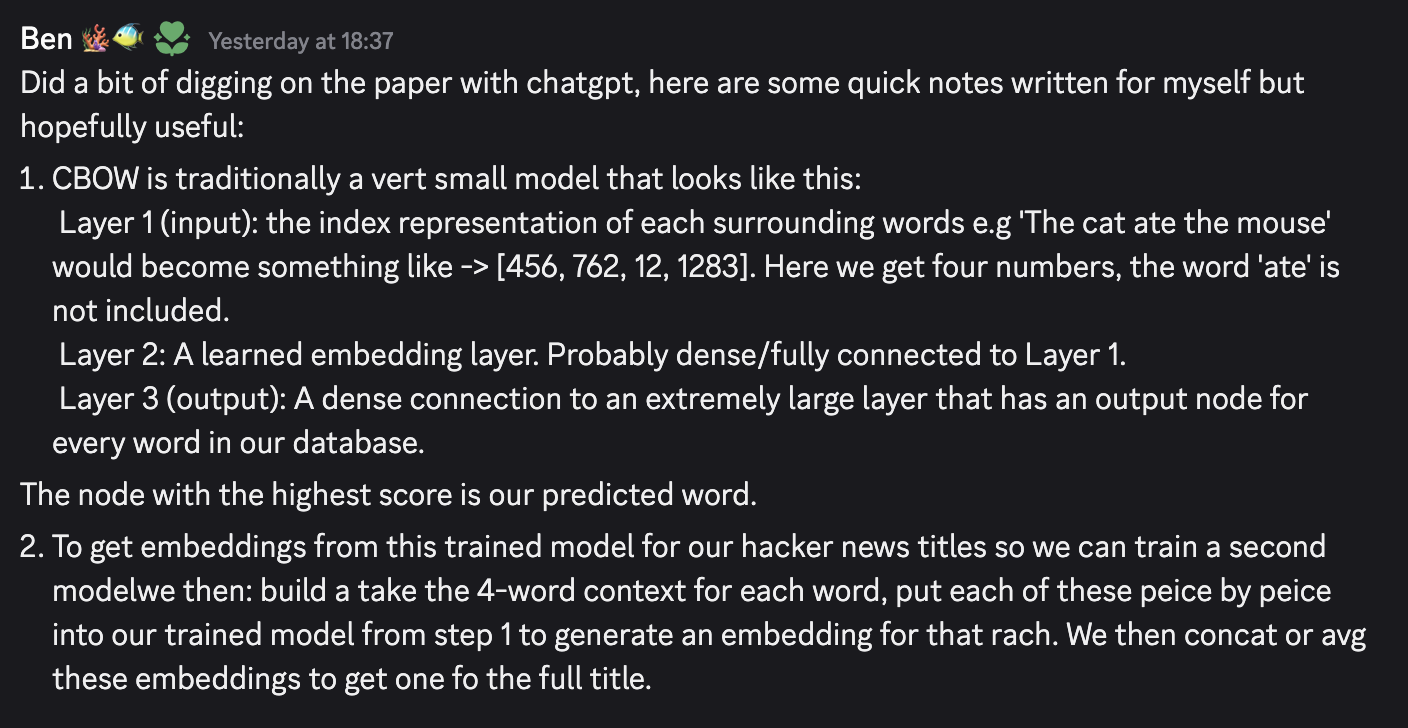 Ben 🪸🐠 Yesterday at 18:37
Did a bit of digging on the paper with chatgpt, here are some quick notes written for myself but
hopefully useful:
1. CBOW is traditionally a vert small model that looks like this:
Layer 1 (input): the index representation of each surrounding words e.g 'The cat ate the mouse'
would become something like -> [456, 762, 12, 1283]. Here we get four numbers, the word 'ate' is
not included.
Layer 2: A learned embedding layer. Probably dense/fully connected to Layer 1.
Layer 3 (output): A dense connection to an extremely large layer that has an output node for
every word in our database.
The node with the highest score is our predicted word.
2. To get embeddings from this trained model for our hacker news titles so we can train a second
modelwe then: build a take the 4-word context for each word, put each of these peice by peice
into our trained model from step 1 to generate an embedding for that rach. We then concat or avg
these embeddings to get one fo the full title.